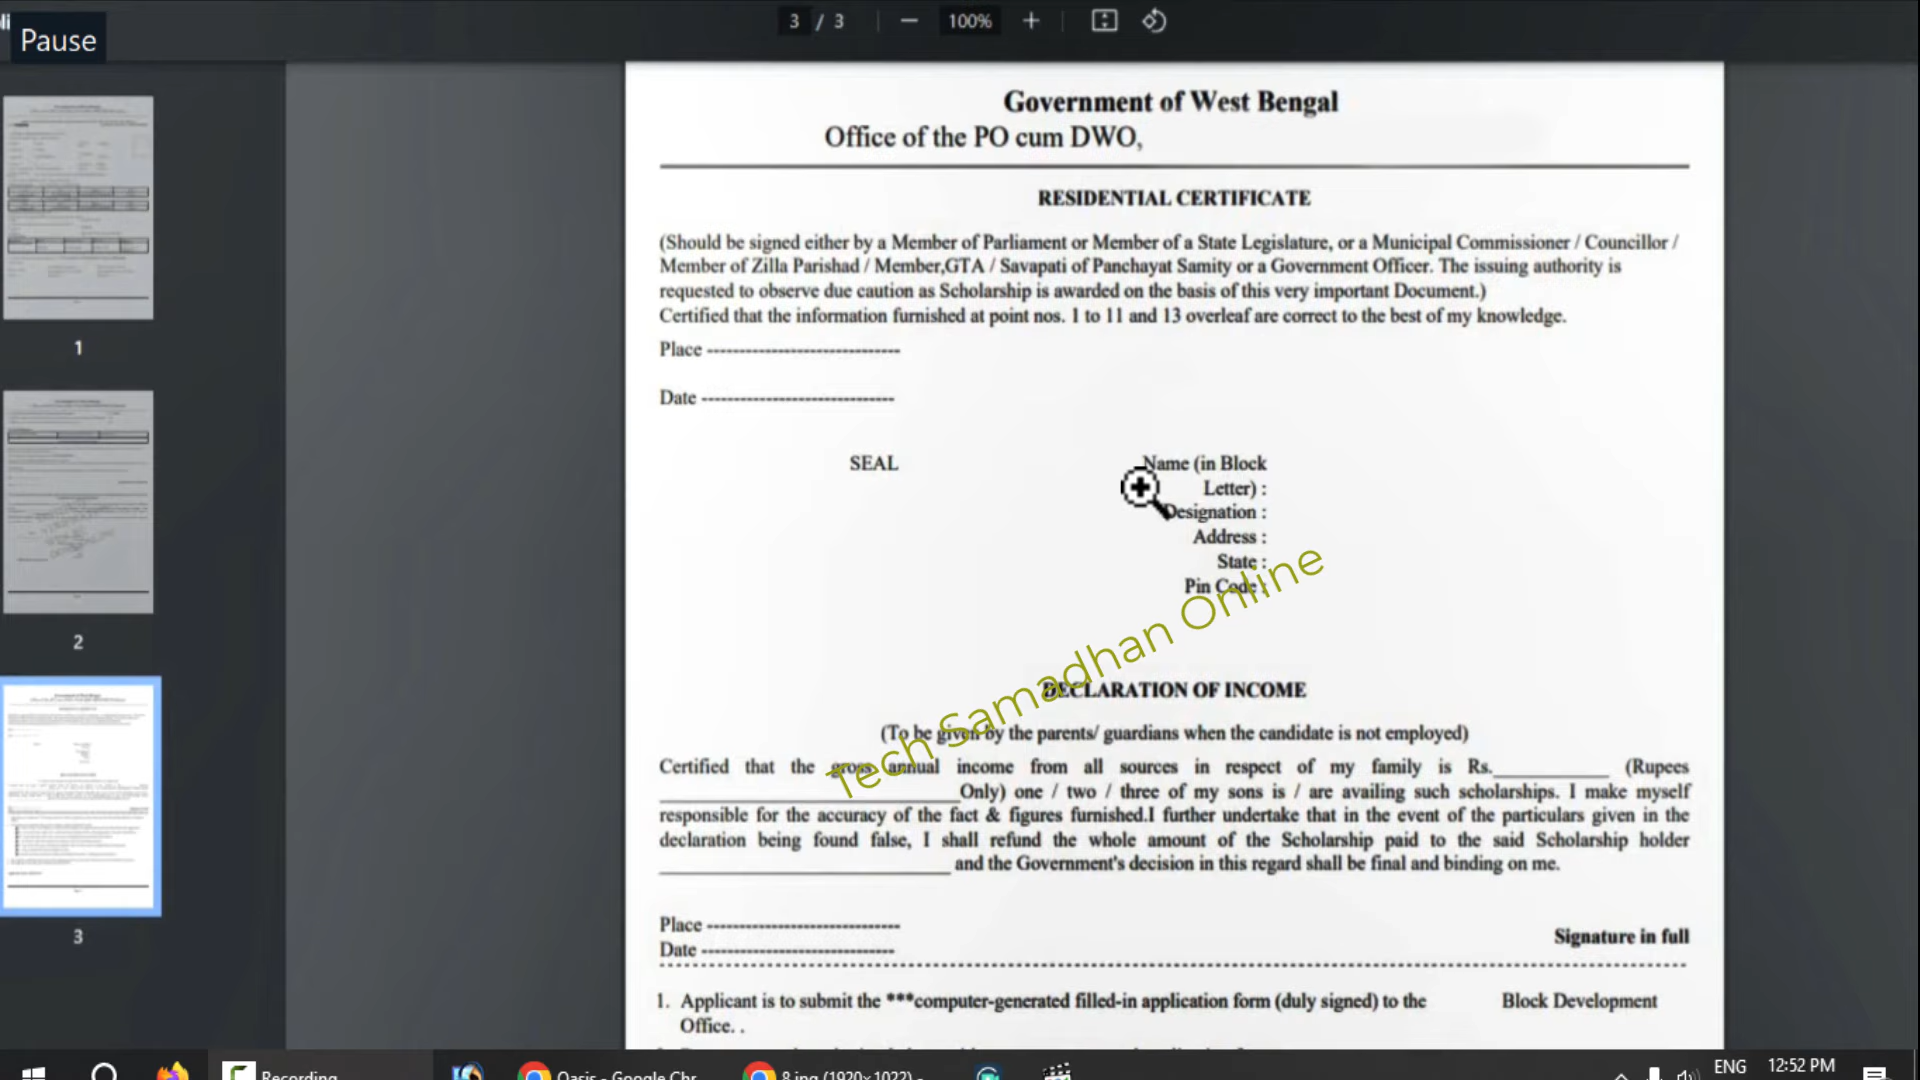 Pause
3 / 3
100%
Government of West Bengal
Office of the PO cum DWO,
RESIDENTIAL CERTIFICATE
(Should be signed either by a Member of Parliament or Member of a State Legislature, or a Municipal Commissioner / Councillor /
Member of Zilla Parishad / Member,GTA / Savapati of Panchayat Samity or a Government Officer. The issuing authority is
requested to observe due caution as Scholarship is awarded on the basis of this very important Document.)
Certified that the information furnished at point nos. 1 to 11 and 13 overleaf are correct to the best of my knowledge.
Place ------------------------------
Date ------------------------------
SEAL
Name (in Block
Letter) :
Designation :
Address :
State :
Pin Code :
Tech Samadhan Online
DECLARATION OF INCOME
(To be given by the parents/ guardians when the candidate is not employed)
Certified that the gross annual income from all sources in respect of my family is Rs.____________ (Rupees
______________________________Only) one / two / three of my sons is / are availing such scholarships. I make myself
responsible for the accuracy of the fact & figures furnished.I further undertake that in the event of the particulars given in the
declaration being found false, I shall refund the whole amount of the Scholarship paid to the said Scholarship holder
______________________________ and the Government's decision in this regard shall be final and binding on me.
Place ------------------------------
Signature in full
Date ------------------------------
1. Applicant is to submit the ***computer-generated filled-in application form (duly signed) to the Block Development
Office. .
1
2
3
Recording
Oasis - Google Chr
8.jpg (1920×1022) -
ENG
12:52 PM